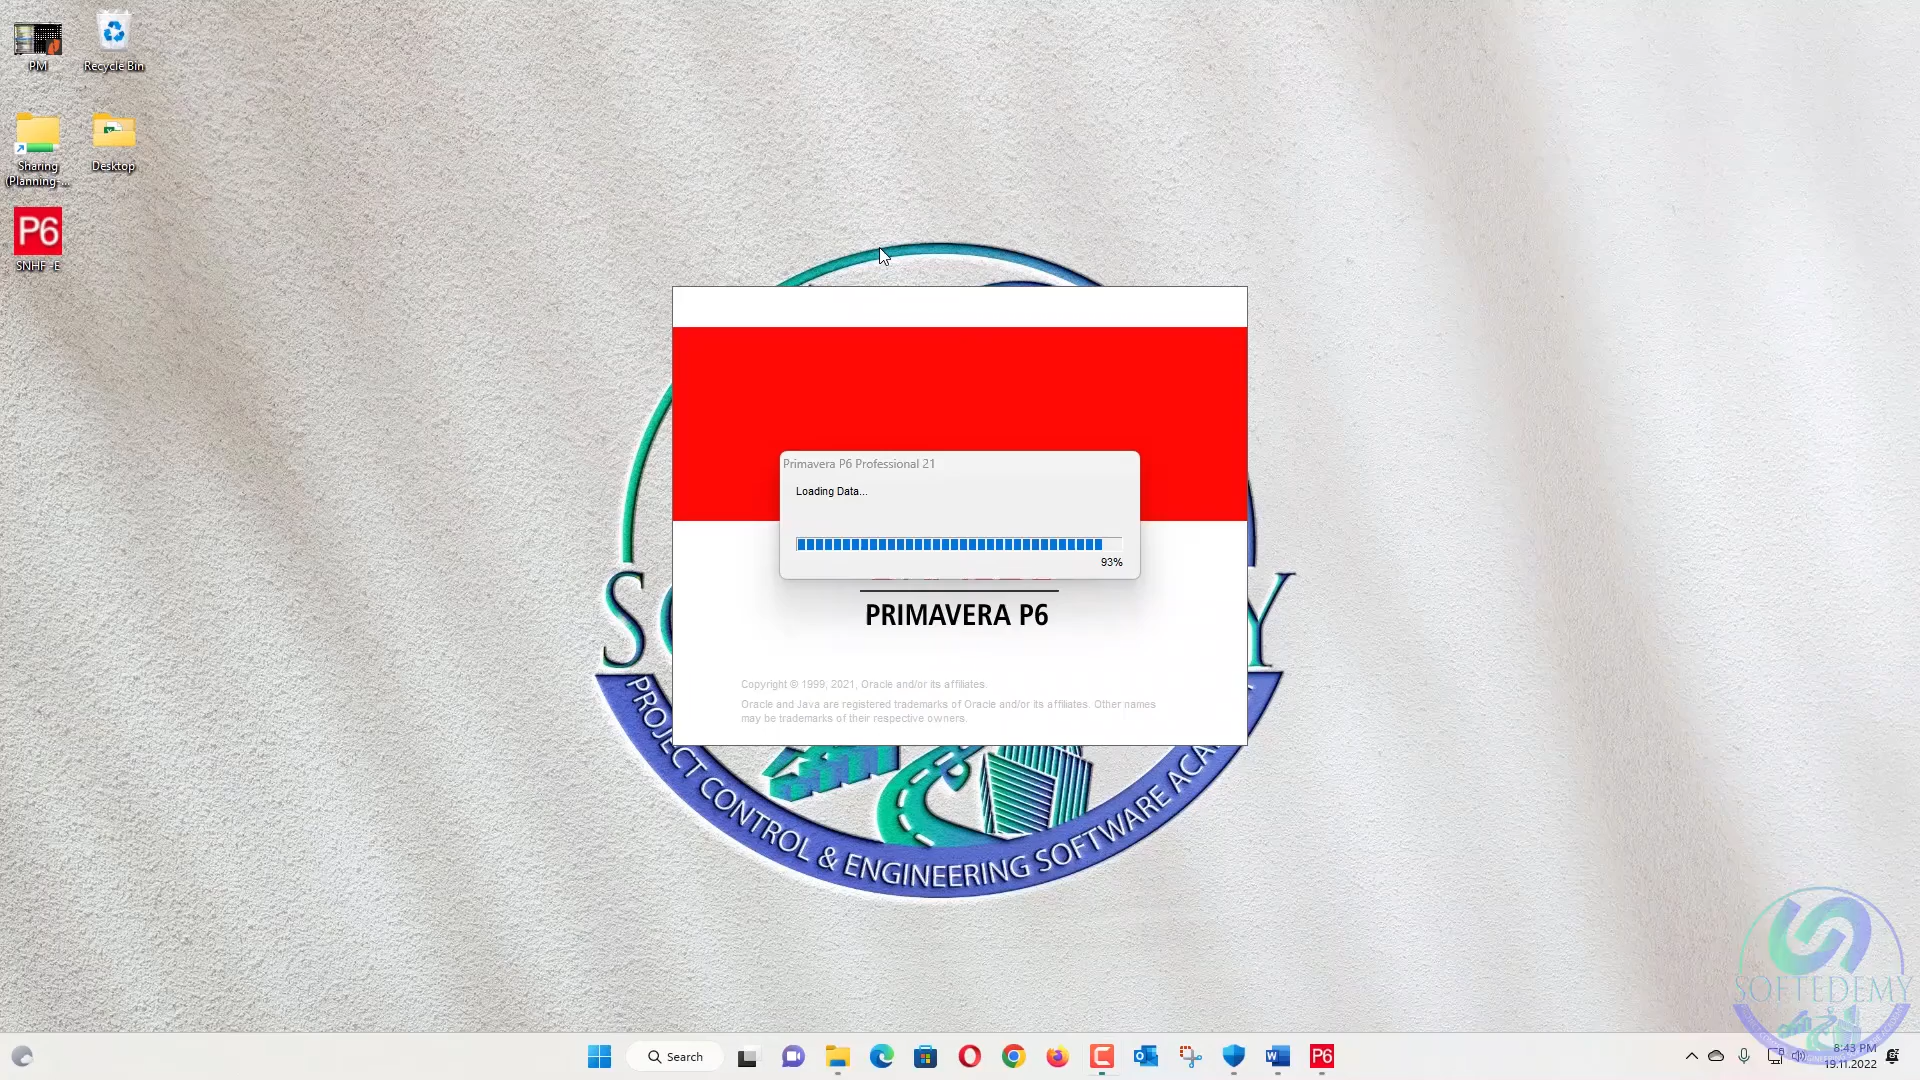 PM
Recycle Bin
Sharing
(Planning-...
Desktop
P6
SNHF -E
Primavera P6 Professional 21
Loading Data...
93%
PRIMAVERA P6
Copyright © 1999, 2021, Oracle and/or its affiliates.
Oracle and Java are registered trademarks of Oracle and/or its affiliates. Other names
may be trademarks of their respective owners.
S
Y
PROJECT CONTROL & ENGINEERING SOFTWARE ACA
SOFTEDEMY
Search
P6
8:43 PM
19.11.2022